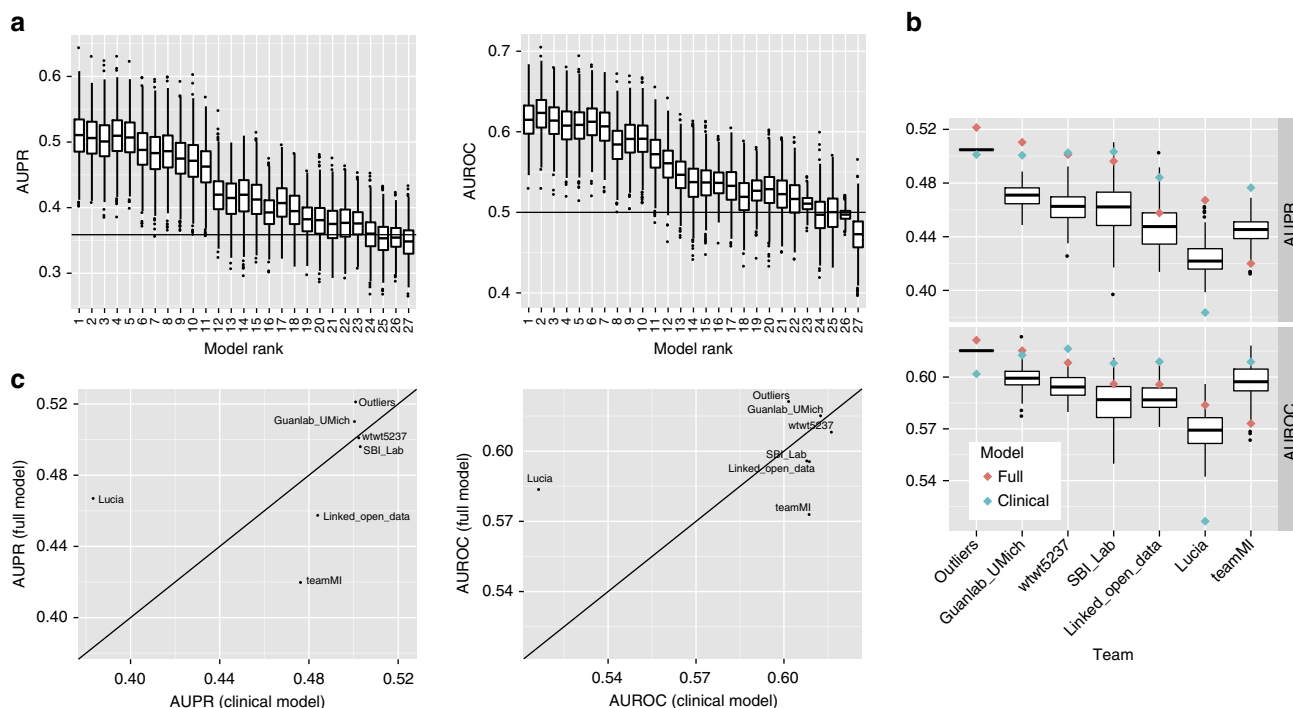 a
AUPR
0.6
0.5
0.4
0.3
1 2 3 4 5 6 7 8 9 10 11 12 13 14 15 16 17 18 19 20 21 22 23 24 25 26 27
Model rank
AUROC
0.7
0.6
0.5
0.4
1 2 3 4 5 6 7 8 9 10 11 12 13 14 15 16 17 18 19 20 21 22 23 24 25 26 27
Model rank
b
0.52
0.48
0.44
0.40
AUPR
0.60
0.57
0.54
AUROC
Model
Full
Clinical
Outliers
Guanlab_UMich
wtwt5237
SBI_Lab
Linked_open_data
Lucia
teamMI
Team
c
AUPR (full model)
0.52
0.48
0.44
0.40
Outliers
Guanlab_UMich
wtwt5237
SBI_Lab
Lucia
Linked_open_data
teamMI
0.40 0.44 0.48 0.52
AUPR (clinical model)
AUROC (full model)
0.60
0.57
0.54
Outliers
Guanlab_UMich
wtwt5237
SBI_Lab
Linked_open_data
Lucia
teamMI
0.54 0.57 0.60
AUROC (clinical model)